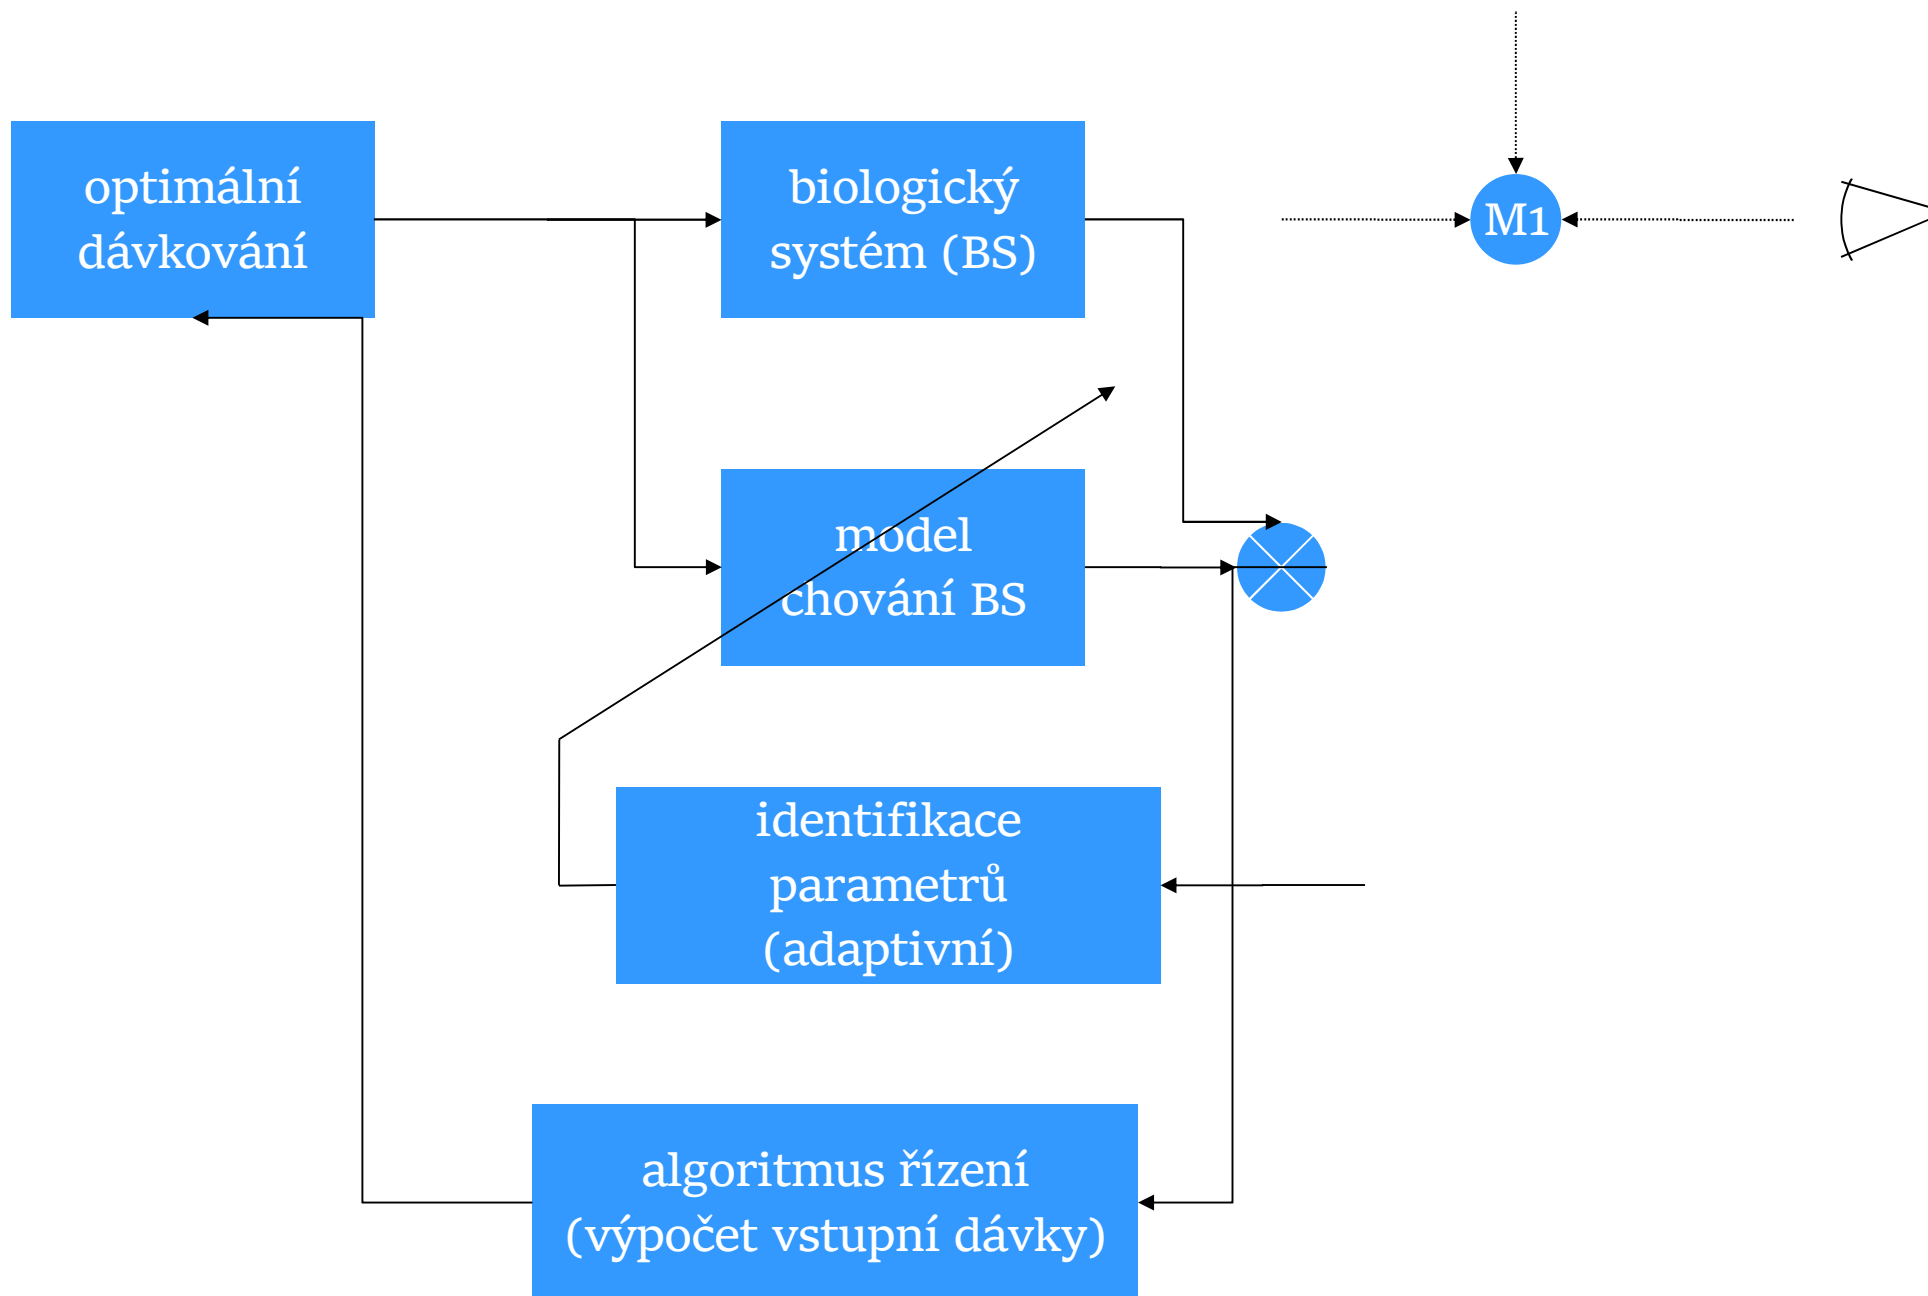 optimální
dávkování
biologický
systém (BS)
M1
model
chování BS
identifikace
parametrů
(adaptivní)
algoritmus řízení
(výpočet vstupní dávky)